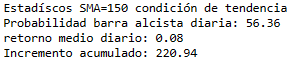 Estadíscos SMA=150 condición de tendencia
Probabilidad barra alcista diaria: 56.36
retorno medio diario: 0.08
Incremento acumulado: 220.94